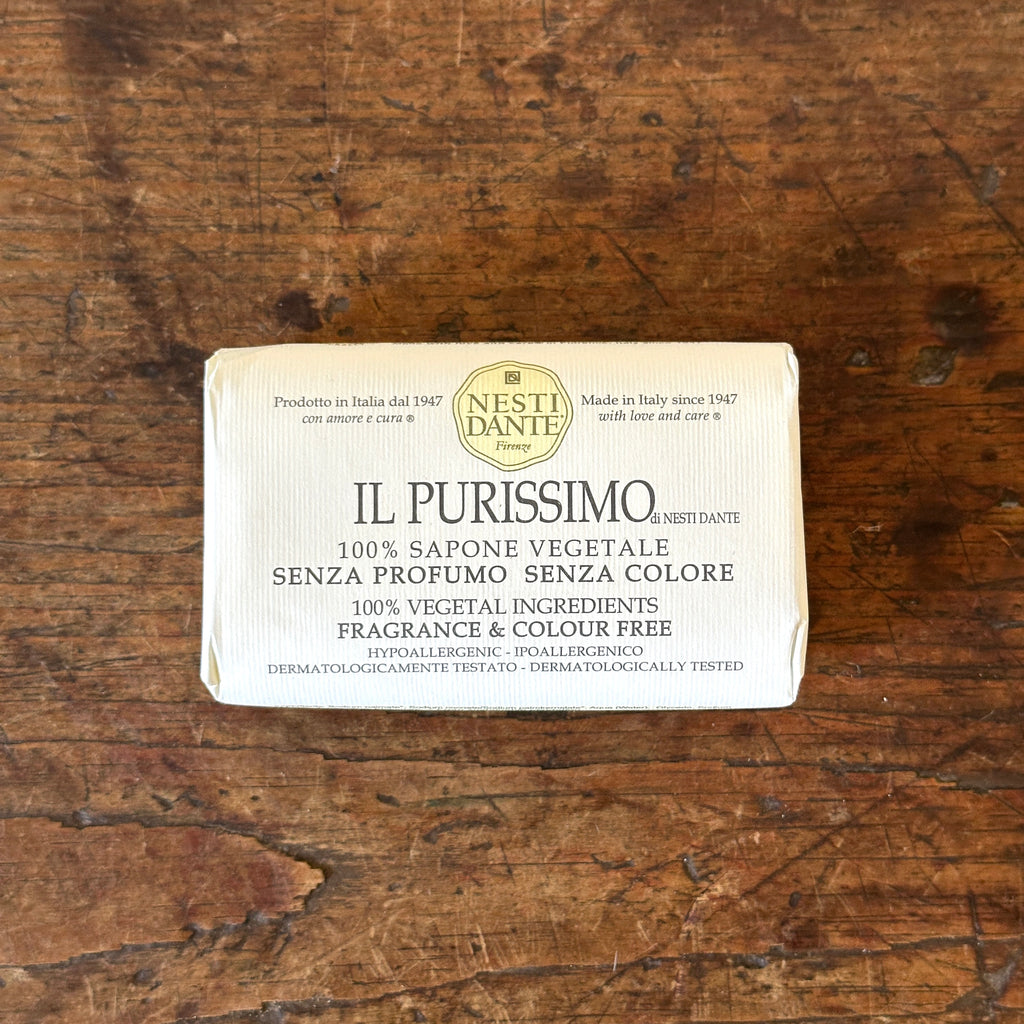 Prodotto in Italia dal 1947
con amore e cura ®
NESTI
DANTE®
Firenze
Made in Italy since 1947
with love and care ®
IL PURISSIMO di NESTI DANTE
100% SAPONE VEGETALE
SENZA PROFUMO SENZA COLORE
100% VEGETAL INGREDIENTS
FRAGRANCE & COLOUR FREE
HYPOALLERGENIC - IPOALLERGENICO
DERMATOLOGICAMENTE TESTATO - DERMATOLOGICALLY TESTED